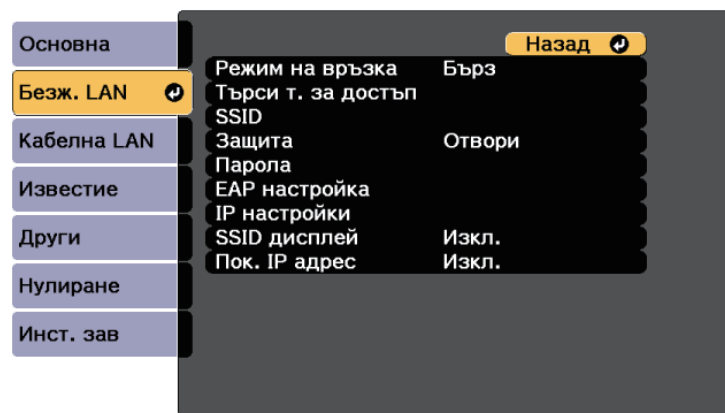 Основна
Безж. LAN
Кабелна LAN
Известие
Други
Нулиране
Инст. зав
Назад
Режим на връзка Бърз
Търси т. за достъп
SSID
Защита Отвори
Парола
EAP настройка
IP настройки
SSID дисплей Изкл.
Пок. IP адрес Изкл.